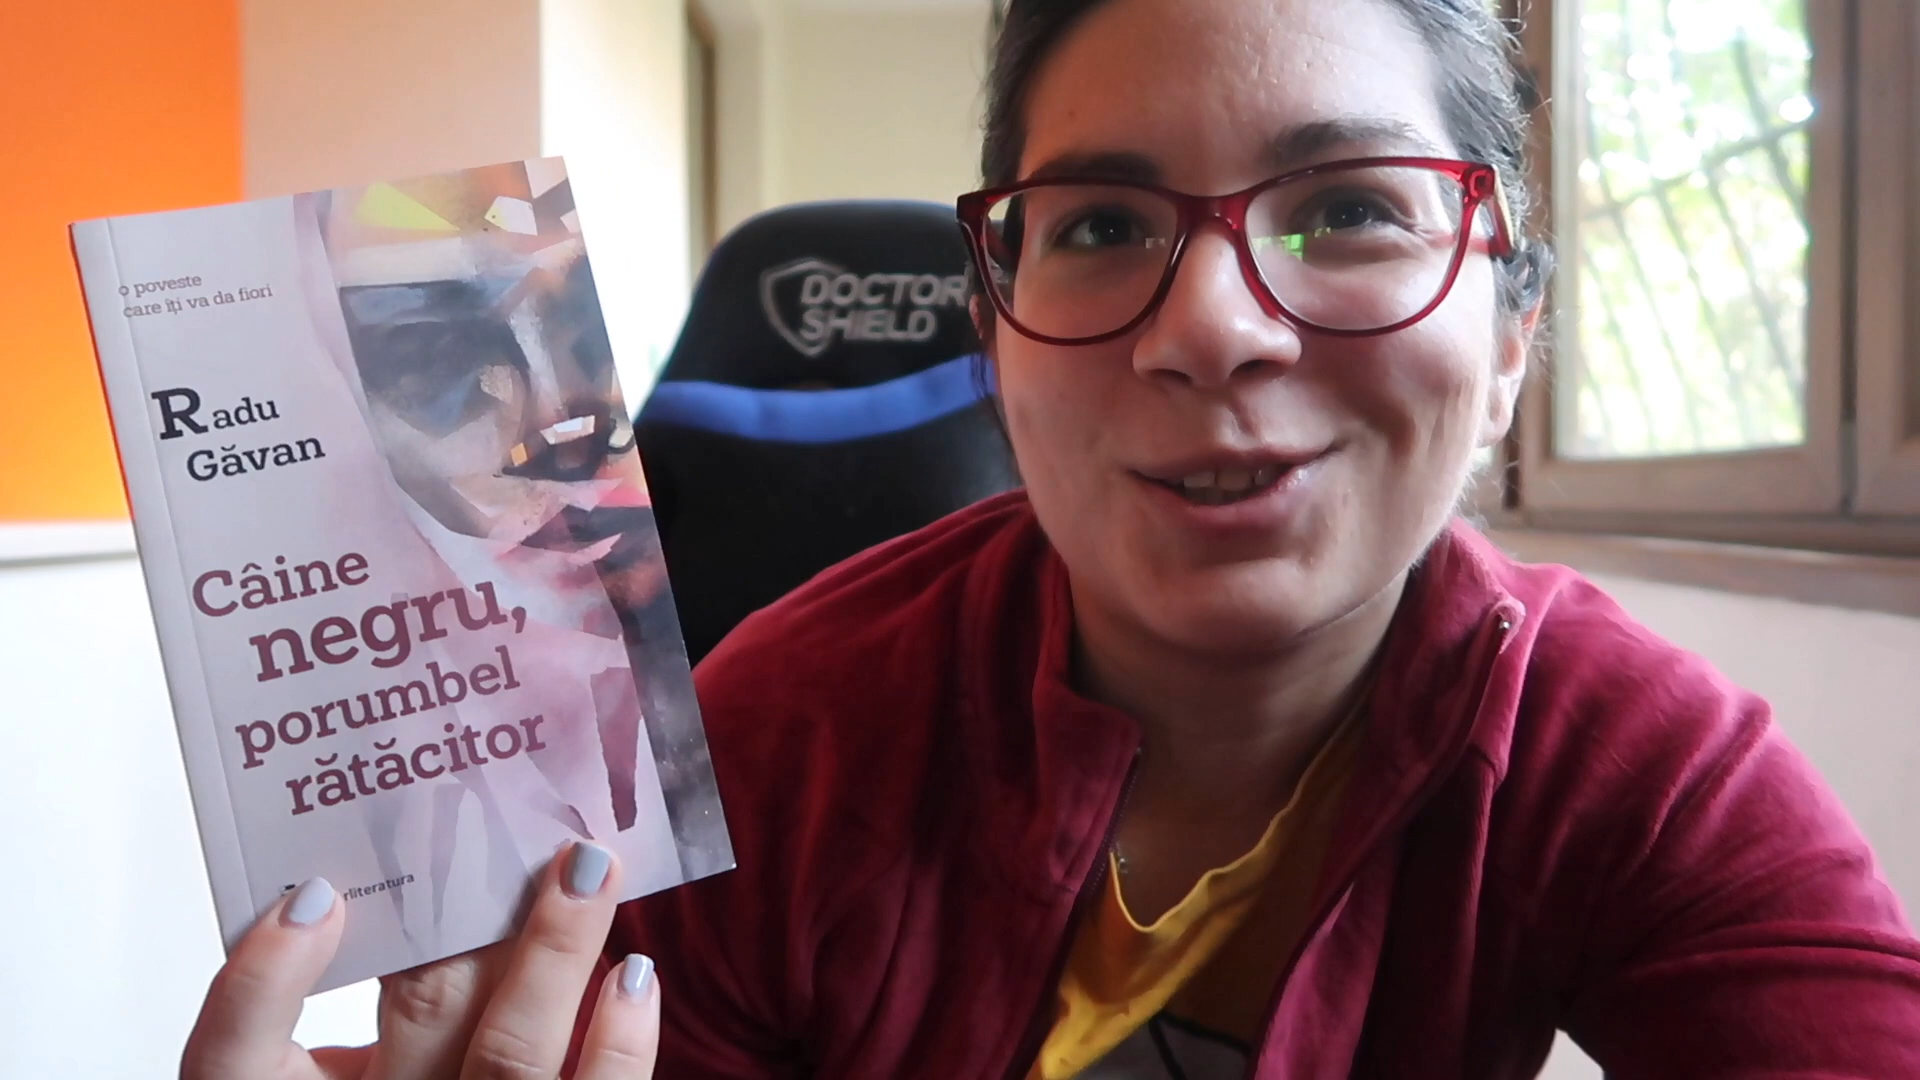 o poveste
care îți va da fiori
Radu
Găvan
Câine
negru,
porumbel
rătăcitor
DOCTOR
SHIELD